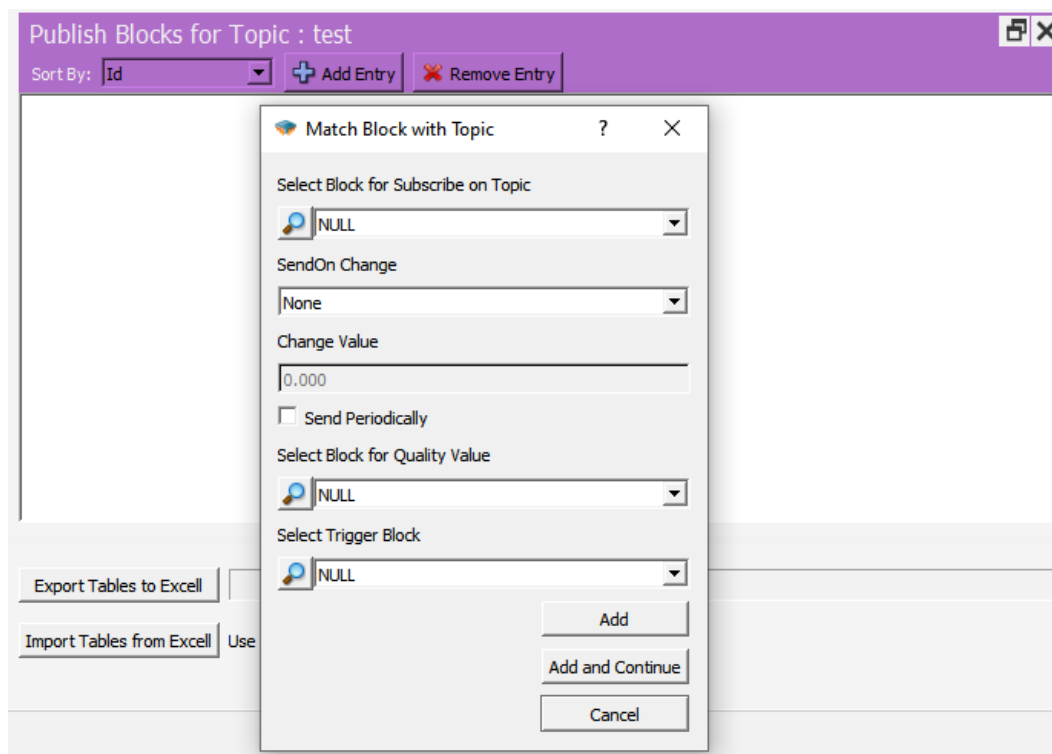 Publish Blocks for Topic : test
Sort By: Id Add Entry Remove Entry
Match Block with Topic ?
Select Block for Subscribe on Topic
NULL
SendOn Change
None
Change Value
0.000
Send Periodically
Select Block for Quality Value
NULL
Select Trigger Block
NULL
Export Tables to Excell
Add
Import Tables from Excell Use
Add and Continue
Cancel